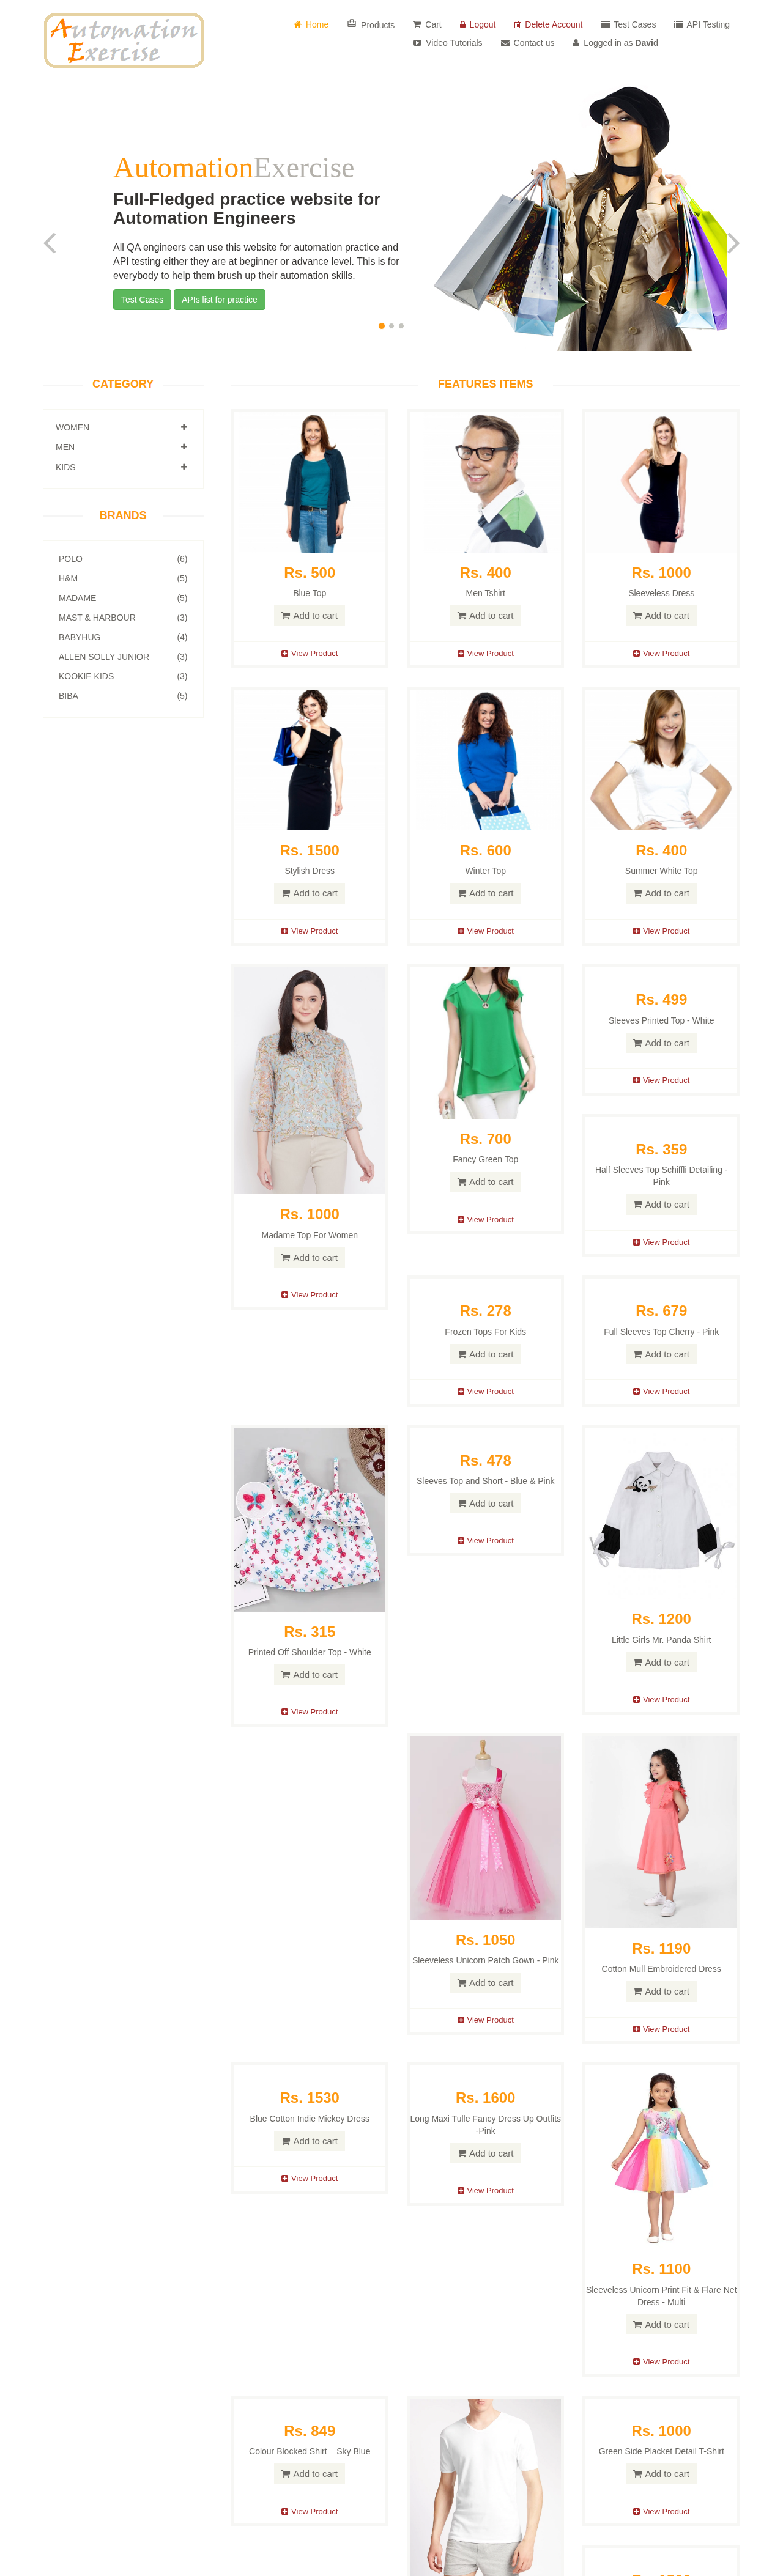 Automation
Exercise
Home
Products
Cart
Logout
Delete Account
Test Cases
API Testing
Video Tutorials
Contact us
Logged in as David
AutomationExercise
Full-Fledged practice website for
Automation Engineers
All QA engineers can use this website for automation practice and
API testing either they are at beginner or advance level. This is for
everybody to help them brush up their automation skills.
Test Cases
APIs list for practice
CATEGORY
WOMEN
MEN
KIDS
BRANDS
POLO (6)
H&M (5)
MADAME (5)
MAST & HARBOUR (3)
BABYHUG (4)
ALLEN SOLLY JUNIOR (3)
KOOKIE KIDS (3)
BIBA (5)
FEATURES ITEMS
Rs. 500
Blue Top
Add to cart
View Product
Rs. 400
Men Tshirt
Add to cart
View Product
Rs. 1000
Sleeveless Dress
Add to cart
View Product
Rs. 1500
Stylish Dress
Add to cart
View Product
Rs. 600
Winter Top
Add to cart
View Product
Rs. 400
Summer White Top
Add to cart
View Product
Rs. 1000
Madame Top For Women
Add to cart
View Product
Rs. 700
Fancy Green Top
Add to cart
View Product
Rs. 499
Sleeves Printed Top - White
Add to cart
View Product
Rs. 359
Half Sleeves Top Schiffli Detailing -
Pink
Add to cart
View Product
Rs. 278
Frozen Tops For Kids
Add to cart
View Product
Rs. 679
Full Sleeves Top Cherry - Pink
Add to cart
View Product
Rs. 315
Printed Off Shoulder Top - White
Add to cart
View Product
Rs. 478
Sleeves Top and Short - Blue & Pink
Add to cart
View Product
Rs. 1200
Little Girls Mr. Panda Shirt
Add to cart
View Product
Rs. 1050
Sleeveless Unicorn Patch Gown - Pink
Add to cart
View Product
Rs. 1190
Cotton Mull Embroidered Dress
Add to cart
View Product
Rs. 1530
Blue Cotton Indie Mickey Dress
Add to cart
View Product
Rs. 1600
Long Maxi Tulle Fancy Dress Up Outfits
-Pink
Add to cart
View Product
Rs. 1100
Sleeveless Unicorn Print Fit & Flare Net
Dress - Multi
Add to cart
View Product
Rs. 849
Colour Blocked Shirt – Sky Blue
Add to cart
View Product
Rs. 1000
Green Side Placket Detail T-Shirt
Add to cart
View Product